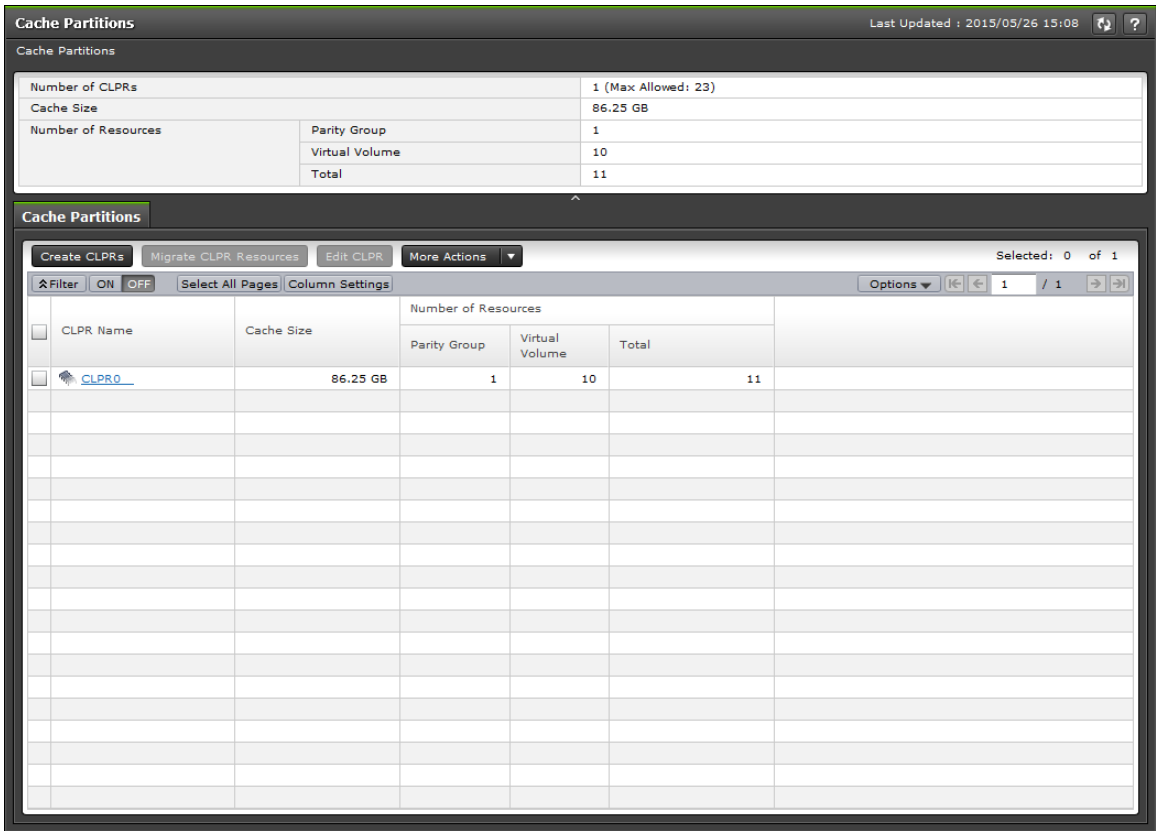 Cache Partitions Last Updated : 2015/05/26 15:08 ?
Cache Partitions
Number of CLPRs 1 (Max Allowed: 23)
Cache Size 86.25 GB
Number of Resources Parity Group 1
Virtual Volume 10
Total 11
Cache Partitions
Create CLPRs Migrate CLPR Resources Edit CLPR More Actions Selected: 0 of 1
Filter ON OFF Select All Pages Column Settings Options 1 / 1
Number of Resources
CLPR Name Cache Size
Parity Group Virtual Volume Total
CLPR0 86.25 GB 1 10 11